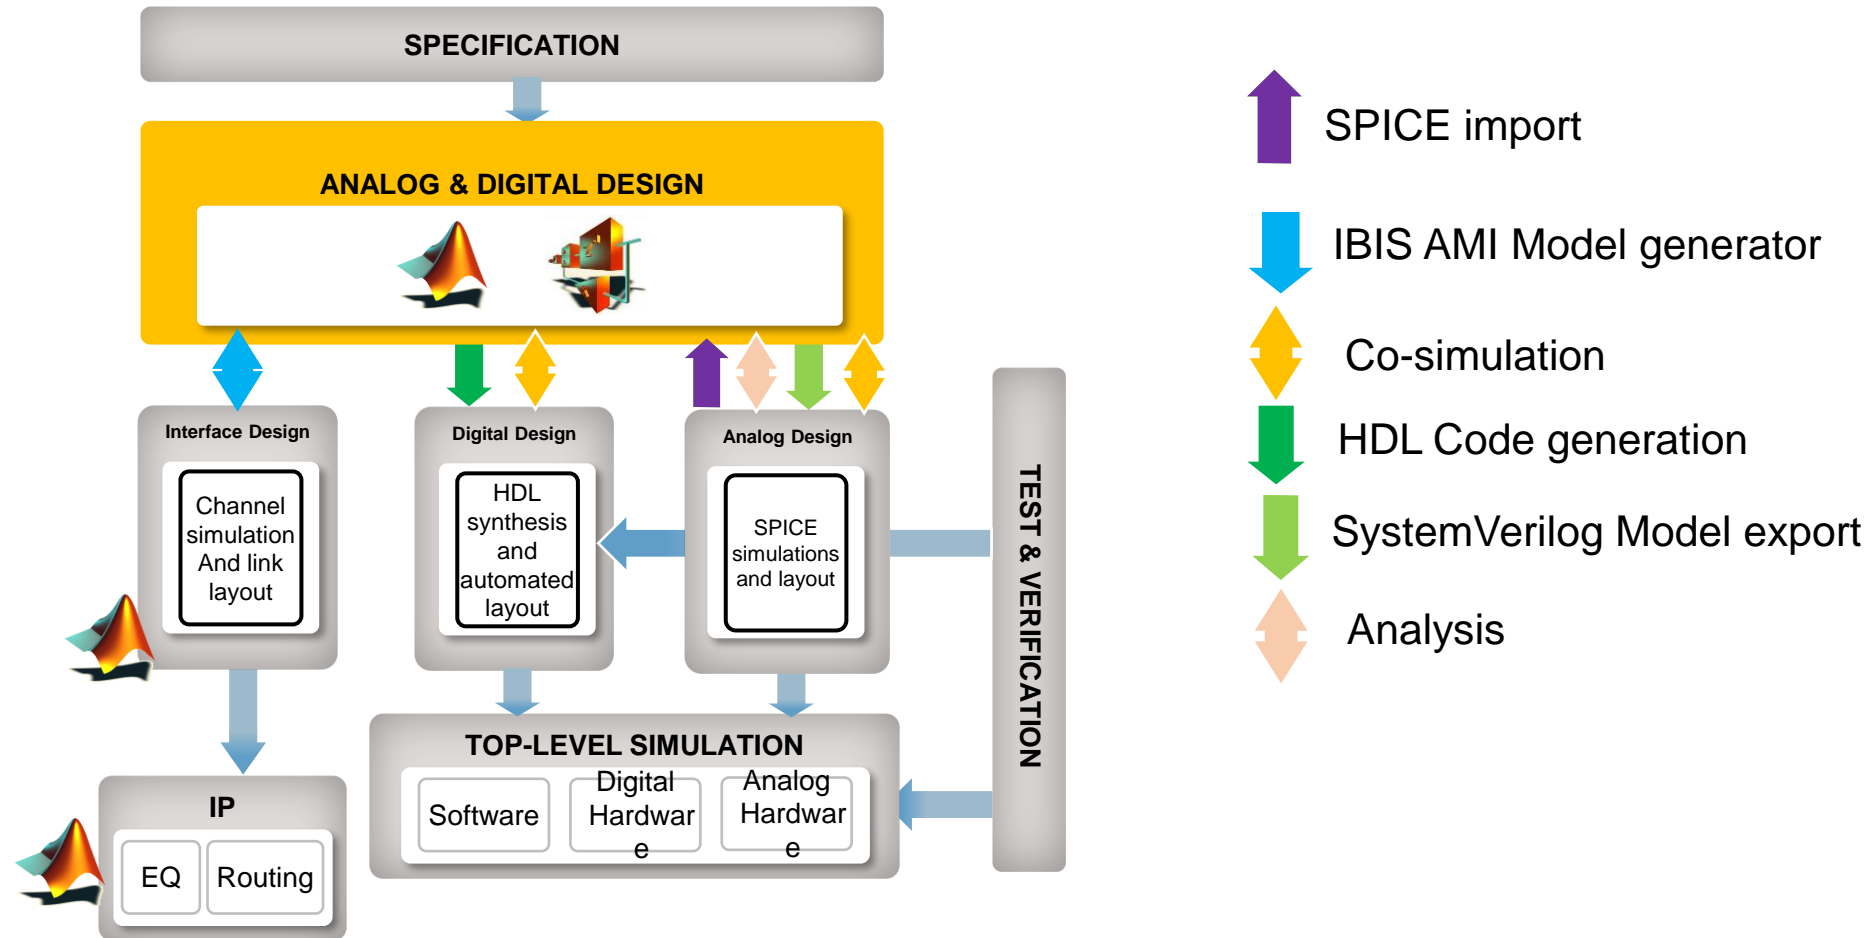 SPECIFICATION
ANALOG & DIGITAL DESIGN
Interface Design
Channel
simulation
And link
layout
Digital Design
HDL
synthesis
and
automated
layout
Analog Design
SPICE
simulations
and layout
TEST & VERIFICATION
TOP-LEVEL SIMULATION
Software
Digital
Hardwar
e
Analog
Hardwar
e
IP
EQ
Routing
SPICE import
IBIS AMI Model generator
Co-simulation
HDL Code generation
SystemVerilog Model export
Analysis